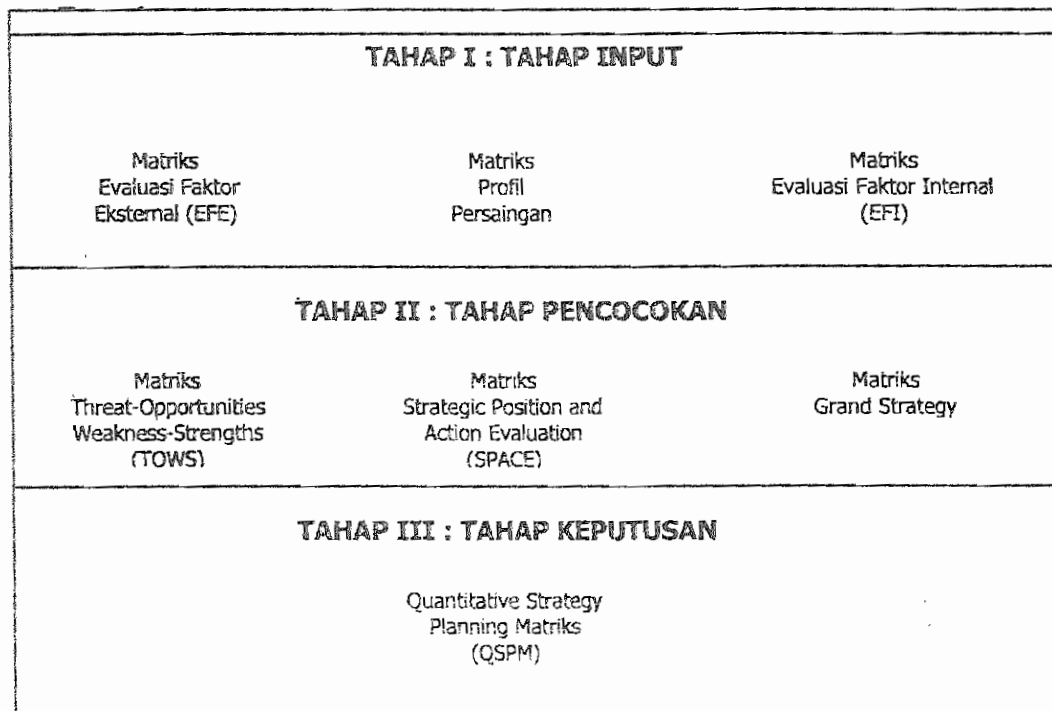 TAHAP I : TAHAP INPUT
Matriks
Evaluasi Faktor
Eksternal (EFE)
Matriks
Profil
Persaingan
Matriks
Evaluasi Faktor Internal
(EFI)
TAHAP II : TAHAP PENCOCOKAN
Matriks
Threat-Opportunities
Weakness-Strengths
(TOWS)
Matriks
Strategic Position and
Action Evaluation
(SPACE)
Matriks
Grand Strategy
TAHAP III : TAHAP KEPUTUSAN
Quantitative Strategy
Planning Matriks
(QSPM)